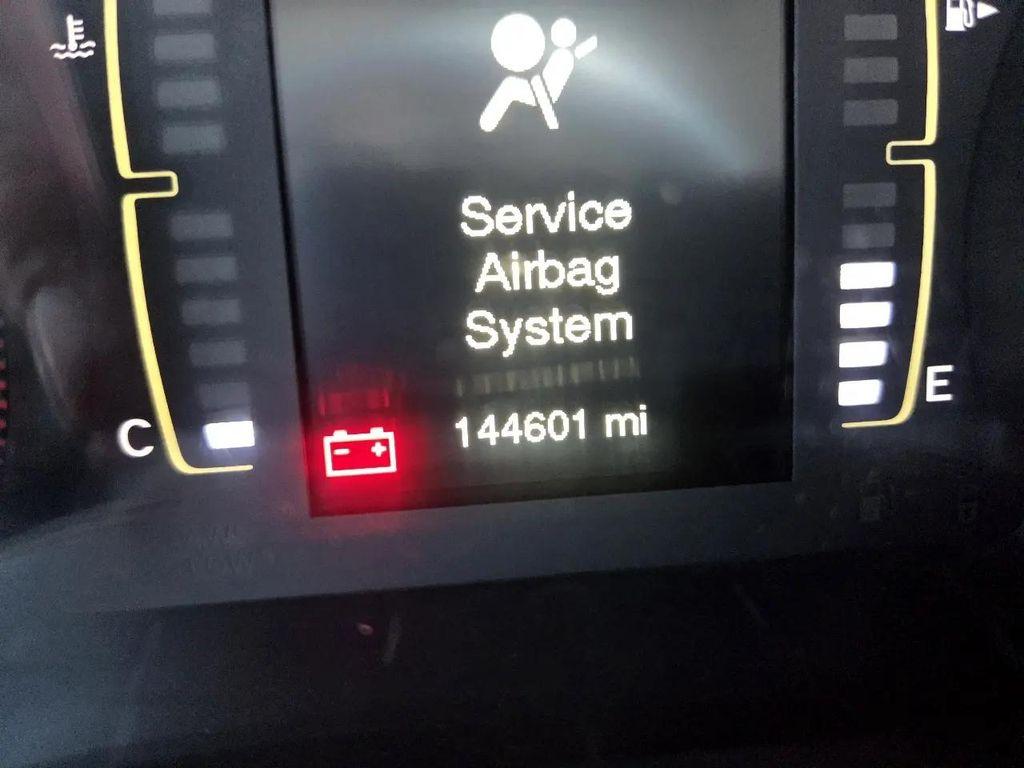 Service
Airbag
System
144601 mi
C
E